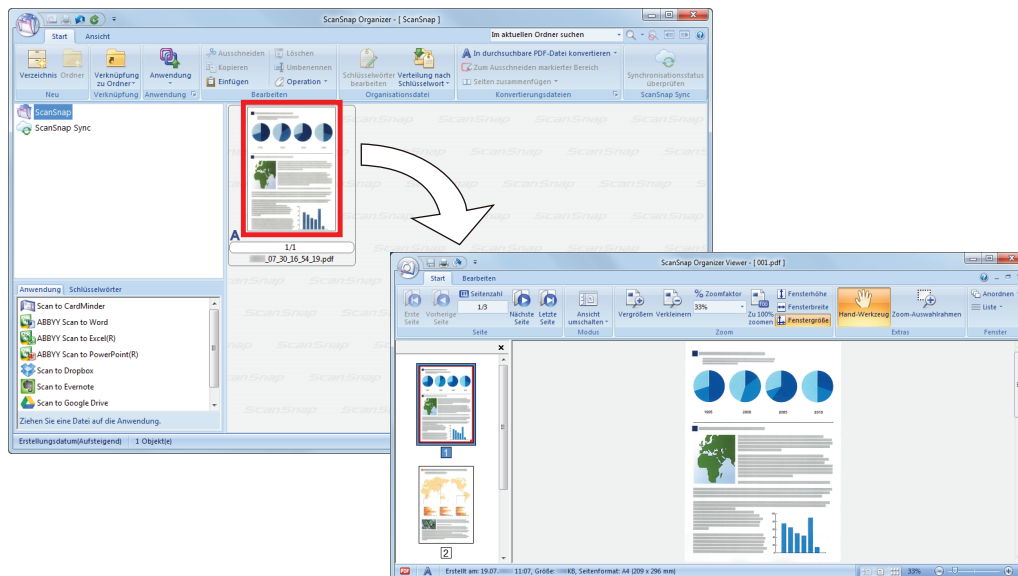 ScanSnap Organizer - [ ScanSnap ]
Start Ansicht
Im aktuellen Ordner suchen
Verzeichnis Ordner
Verknüpfung zu Ordner
Anwendung
Ausschneiden
Kopieren
Einfügen
Löschen
Umbenennen
Operation
Schlüsselwörter bearbeiten
Verteilung nach Schlüsselwort
In durchsuchbare PDF-Datei konvertieren
Zum Ausschneiden markierter Bereich
Seiten zusammenfügen
Synchronisationsstatus überprüfen
Neu Verknüpfung Anwendung Bearbeiten Organisationsdatei Konvertierungsdateien ScanSnap Sync
ScanSnap
ScanSnap Sync
A
1/1
_07_30_16_54_19.pdf
Anwendung Schlüsselwörter
Scan to CardMinder
ABBYY Scan to Word
ABBYY Scan to Excel(R)
ABBYY Scan to PowerPoint(R)
Scan to Dropbox
Scan to Evernote
Scan to Google Drive
Ziehen Sie eine Datei auf die Anwendung.
Erstellungsdatum(Aufsteigend) 1 Objekt(e)
ScanSnap Organizer Viewer - [ 001.pdf ]
Start Bearbeiten
Erste Seite
Vorherige Seite
Seitenzahl
1/3
Nächste Seite
Letzte Seite
Ansicht umschalten
Vergrößern Verkleinern
% Zoomfaktor
33%
Zu 100% zoomen
Fensterhöhe
Fensterbreite
Fenstergröße
Hand-Werkzeug
Zoom-Auswahlrahmen
Anordnen
Liste
Seite Modus Zoom Extras Fenster
1
2
1995 2000 2005 2010
PDF A Erstellt am: 19.07. 11:07, Größe: KB, Seitenformat: A4 (209 x 296 mm)
33%